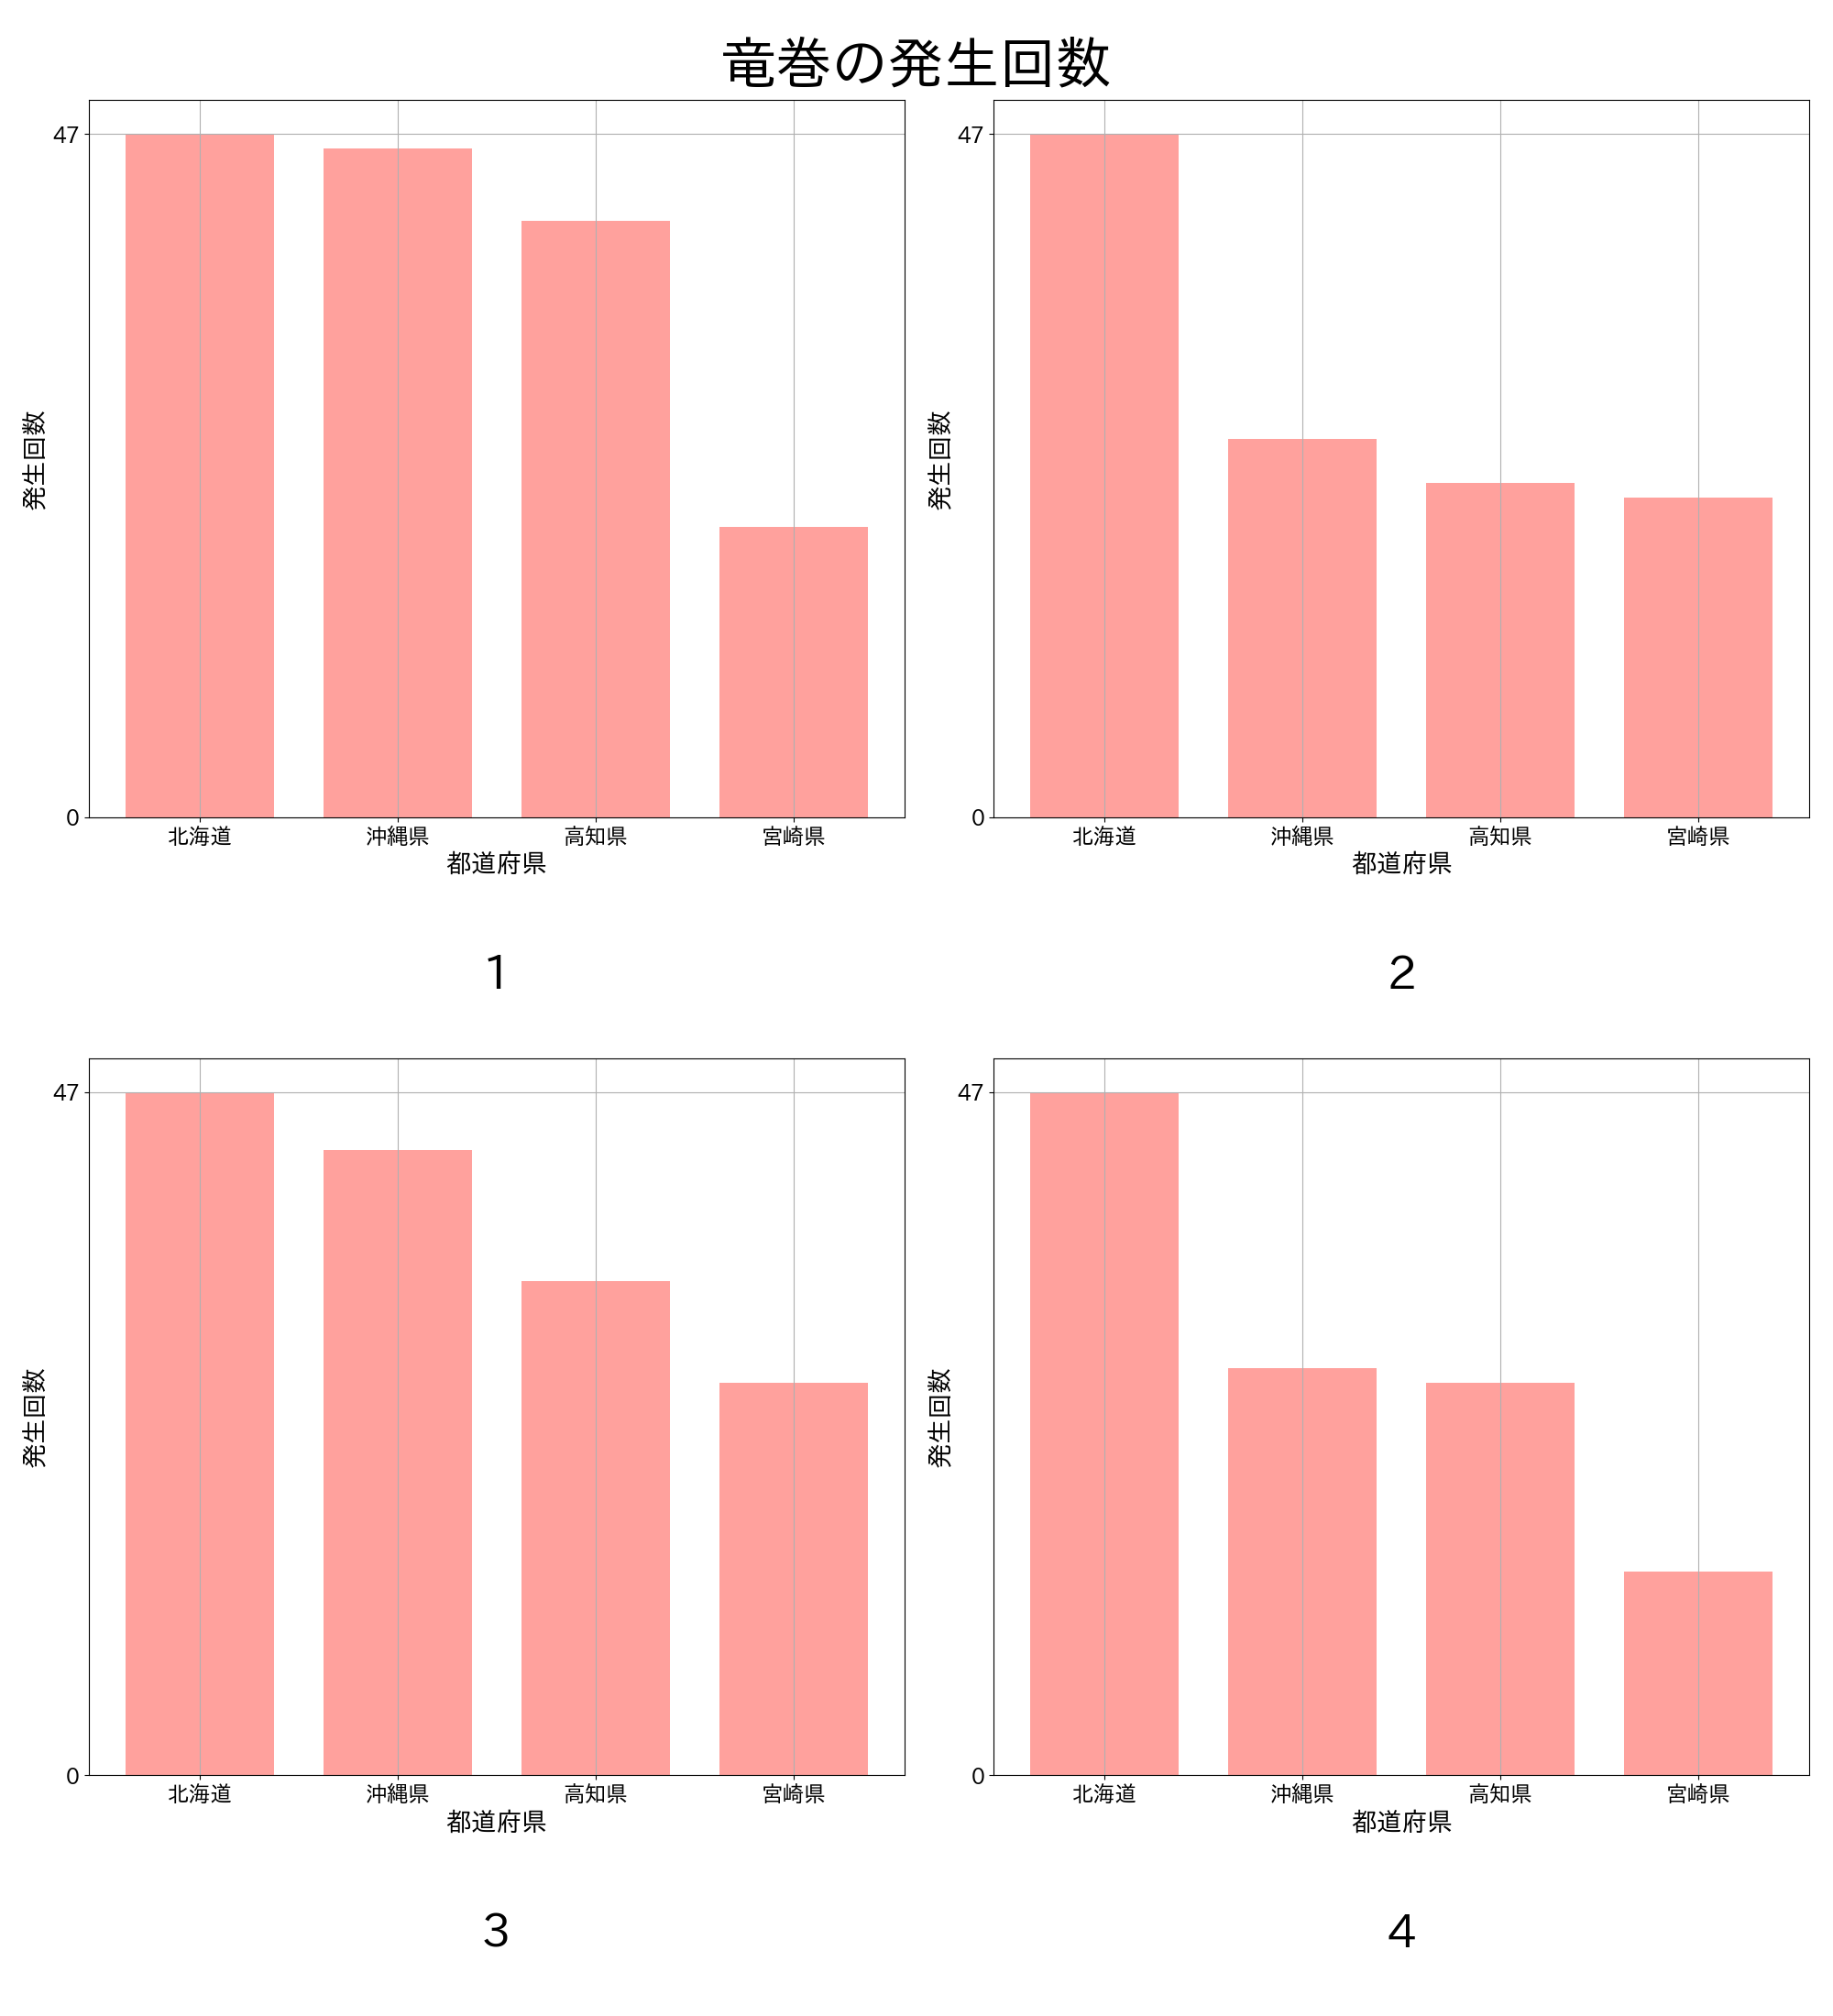 竜巻の発生回数
47
0
発生回数
北海道 沖縄県 高知県 宮崎県
都道府県
1
47
0
発生回数
北海道 沖縄県 高知県 宮崎県
都道府県
2
47
0
発生回数
北海道 沖縄県 高知県 宮崎県
都道府県
3
47
0
発生回数
北海道 沖縄県 高知県 宮崎県
都道府県
4